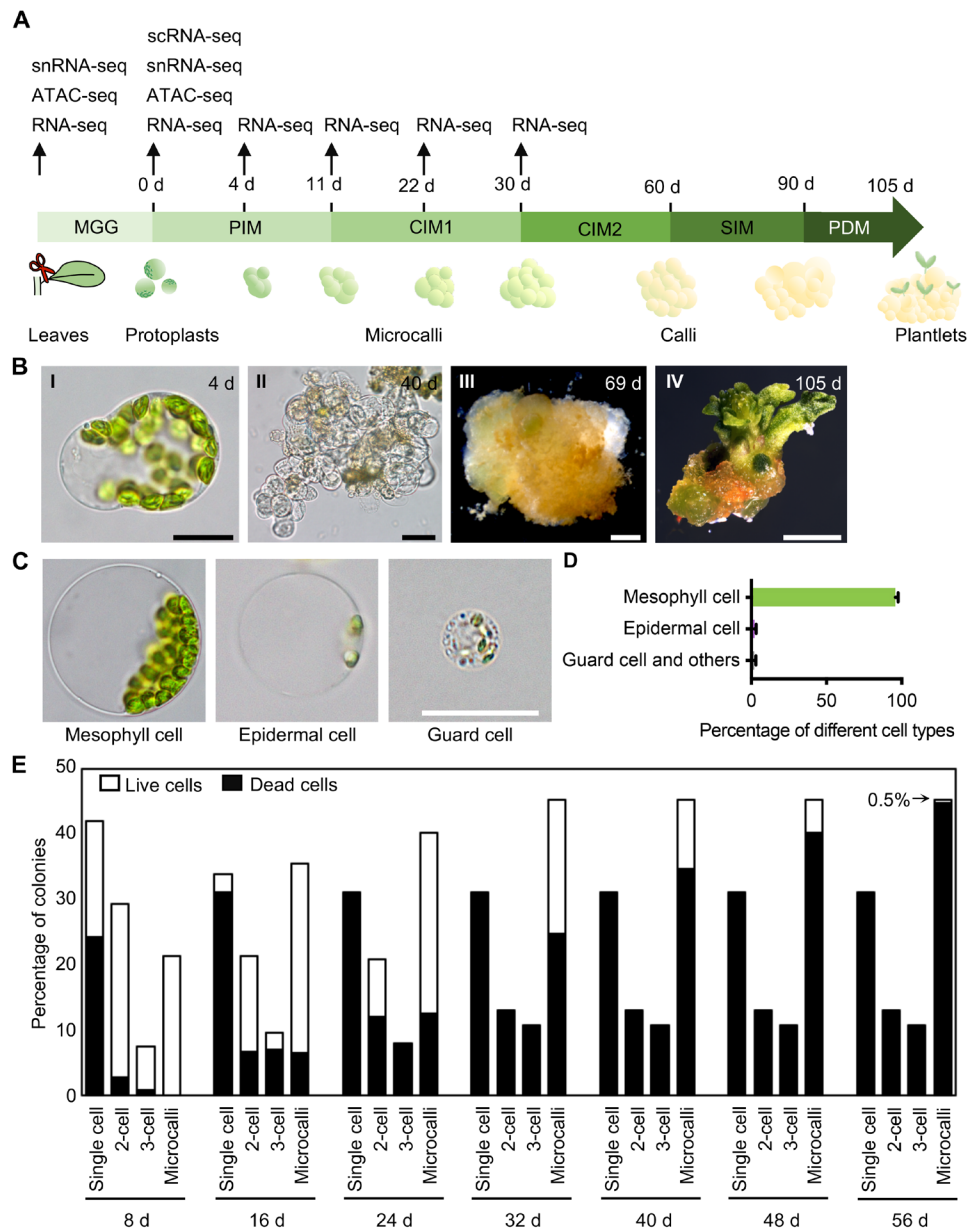 A
scRNA-seq
snRNA-seq snRNA-seq
ATAC-seq ATAC-seq
RNA-seq RNA-seq RNA-seq RNA-seq RNA-seq RNA-seq
0 d 4 d 11 d 22 d 30 d 60 d 90 d 105 d
MGG PIM CIM1 CIM2 SIM PDM
Leaves Protoplasts Microcalli Calli Plantlets
B
I 4 d II 40 d III 69 d IV 105 d
C
Mesophyll cell Epidermal cell Guard cell
D
Mesophyll cell
Epidermal cell
Guard cell and others
0 50 100
Percentage of different cell types
E
Percentage of colonies
50
40
30
20
10
0
Live cells Dead cells
0.5%
Single cell 2-cell 3-cell Microcalli Single cell 2-cell 3-cell Microcalli Single cell 2-cell 3-cell Microcalli Single cell 2-cell 3-cell Microcalli Single cell 2-cell 3-cell Microcalli Single cell 2-cell 3-cell Microcalli Single cell 2-cell 3-cell Microcalli
8 d 16 d 24 d 32 d 40 d 48 d 56 d